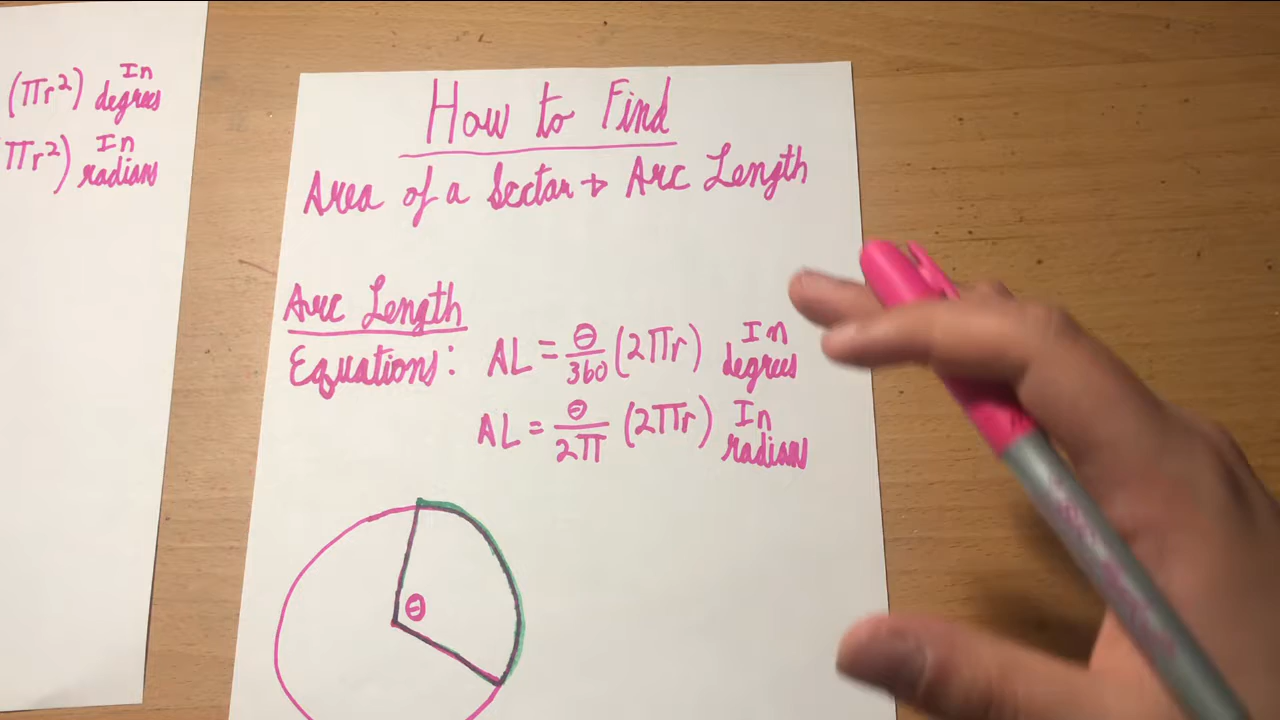 (πr²) In degrees
πr²) In radians
How to Find
Area of a Sector + Arc Length
Arc Length
Equations: AL = Θ/360 (2πr) In degrees
AL = Θ/2π (2πr) In radians
Θ